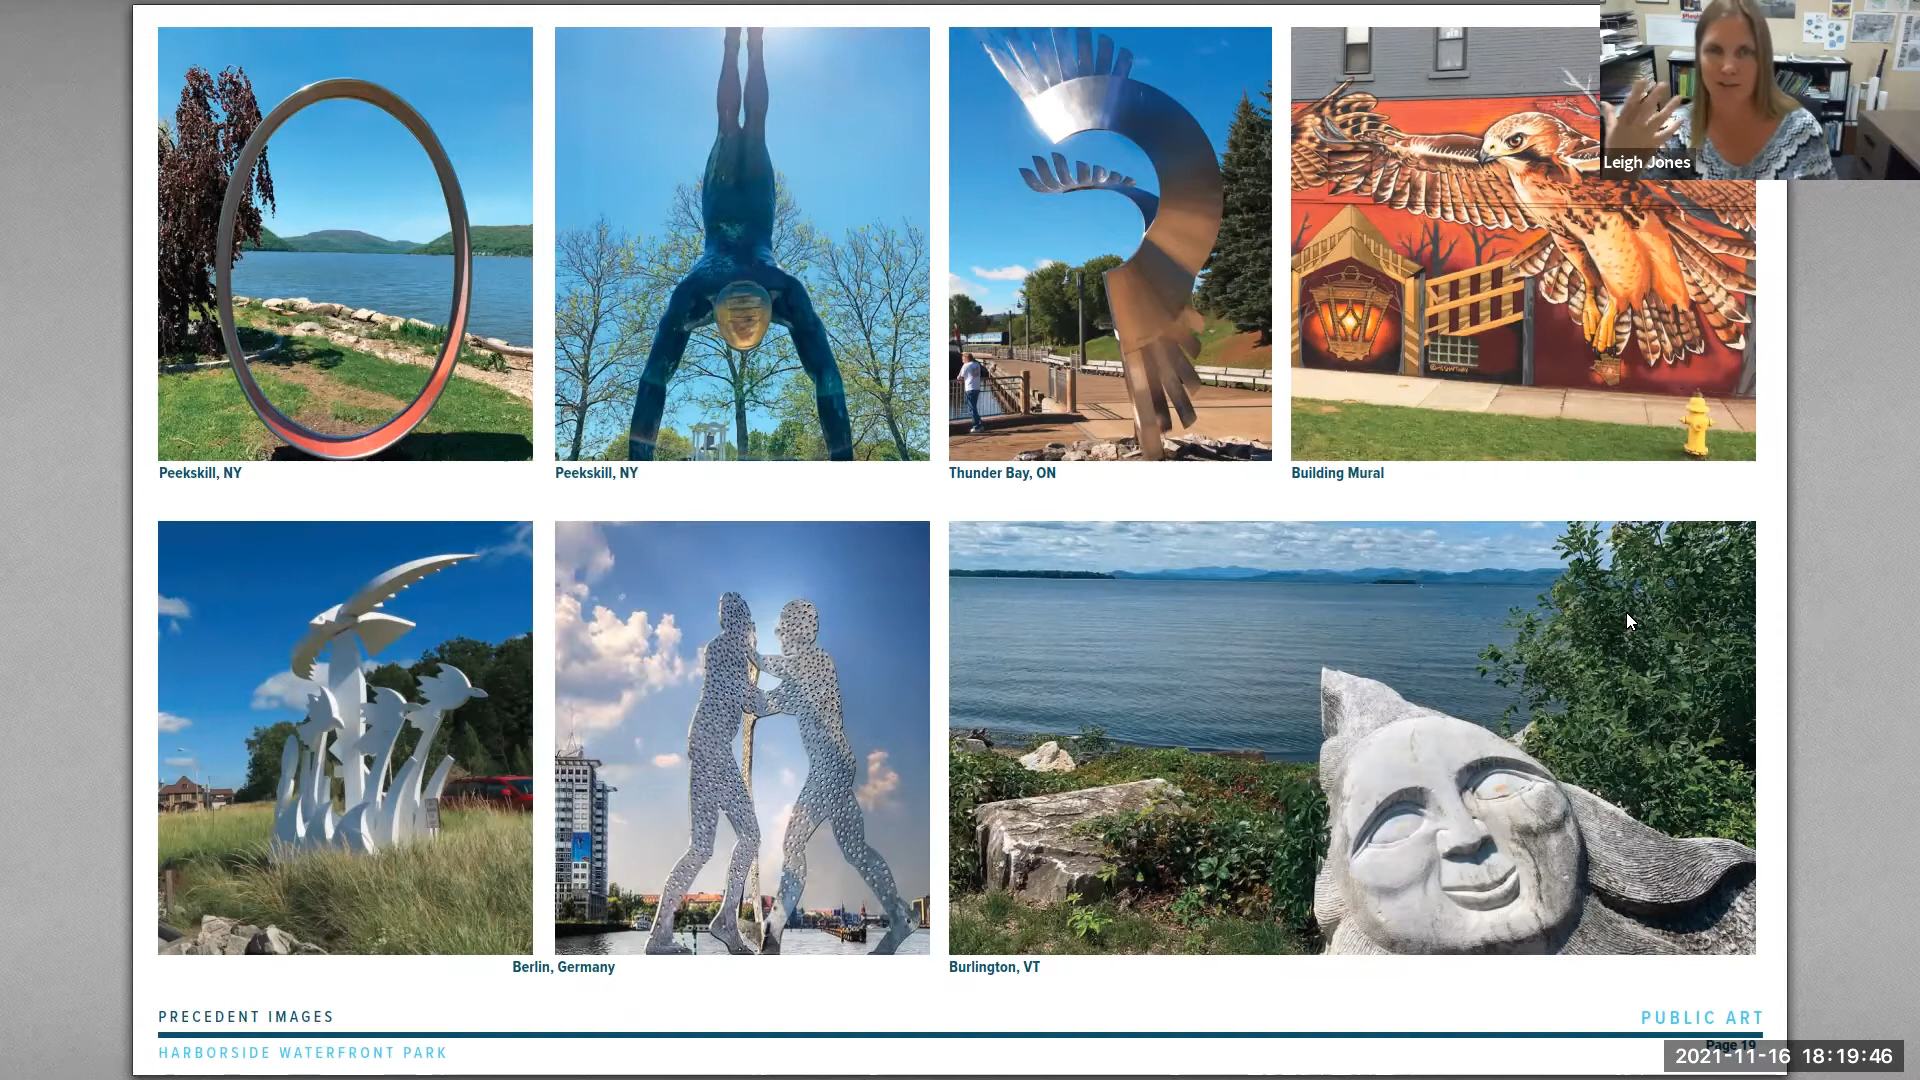 Leigh Jones
Peekskill, NY
Peekskill, NY
Thunder Bay, ON
Building Mural
Berlin, Germany
Burlington, VT
PRECEDENT IMAGES
PUBLIC ART
HARBORSIDE WATERFRONT PARK
Page 19
2021-11-16 18:19:46